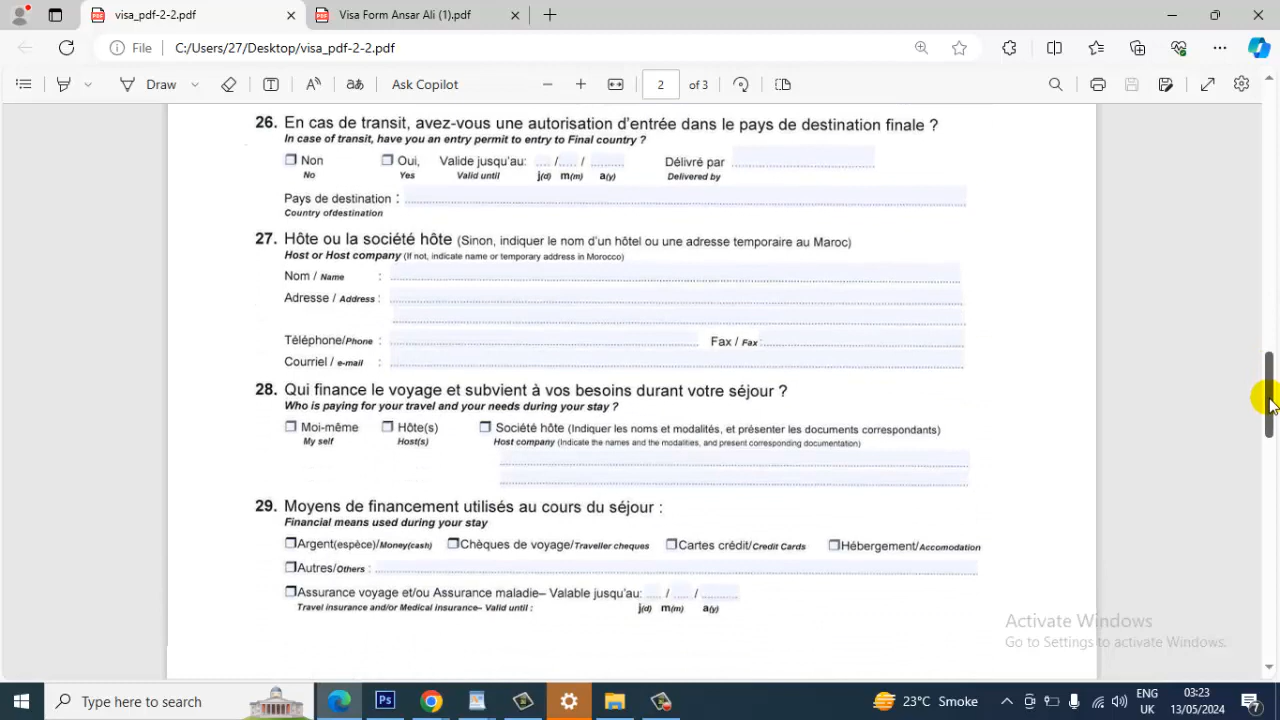 visa_pdf-2-2.pdf
Visa Form Ansar Ali (1).pdf
File
C:/Users/27/Desktop/visa_pdf-2-2.pdf
Draw
Ask Copilot
2 of 3
26. En cas de transit, avez-vous une autorisation d'entrée dans le pays de destination finale ?
In case of transit, have you an entry permit to entry to Final country ?
Non Oui, Valide jusqu'au: / / Délivré par
No Yes Valid until j(d) m(m) a(y) Delivered by
Pays de destination :
Country ofdestination
27. Hôte ou la société hôte (Sinon, indiquer le nom d'un hôtel ou une adresse temporaire au Maroc)
Host or Host company (If not, indicate name or temporary address in Morocco)
Nom / Name :
Adresse / Address :
Téléphone/Phone : Fax / Fax :
Courriel / e-mail :
28. Qui finance le voyage et subvient à vos besoins durant votre séjour ?
Who is paying for your travel and your needs during your stay ?
Moi-même Hôte(s) Société hôte (Indiquer les noms et modalités, et présenter les documents correspondants)
My self Host(s) Host company (Indicate the names and the modalities, and present corresponding documentation)
29. Moyens de financement utilisés au cours du séjour :
Financial means used during your stay
Argent(espèce)/Money(cash) Chèques de voyage/Traveller cheques Cartes crédit/Credit Cards Hébergement/Accomodation
Autres/Others :
Assurance voyage et/ou Assurance maladie– Valable jusqu'au: / /
Travel insurance and/or Medical insurance– Valid until : j(d) m(m) a(y)
Activate Windows
Go to Settings to activate Windows.
Type here to search
Ps
23°C Smoke
ENG
UK
03:23
13/05/2024
7